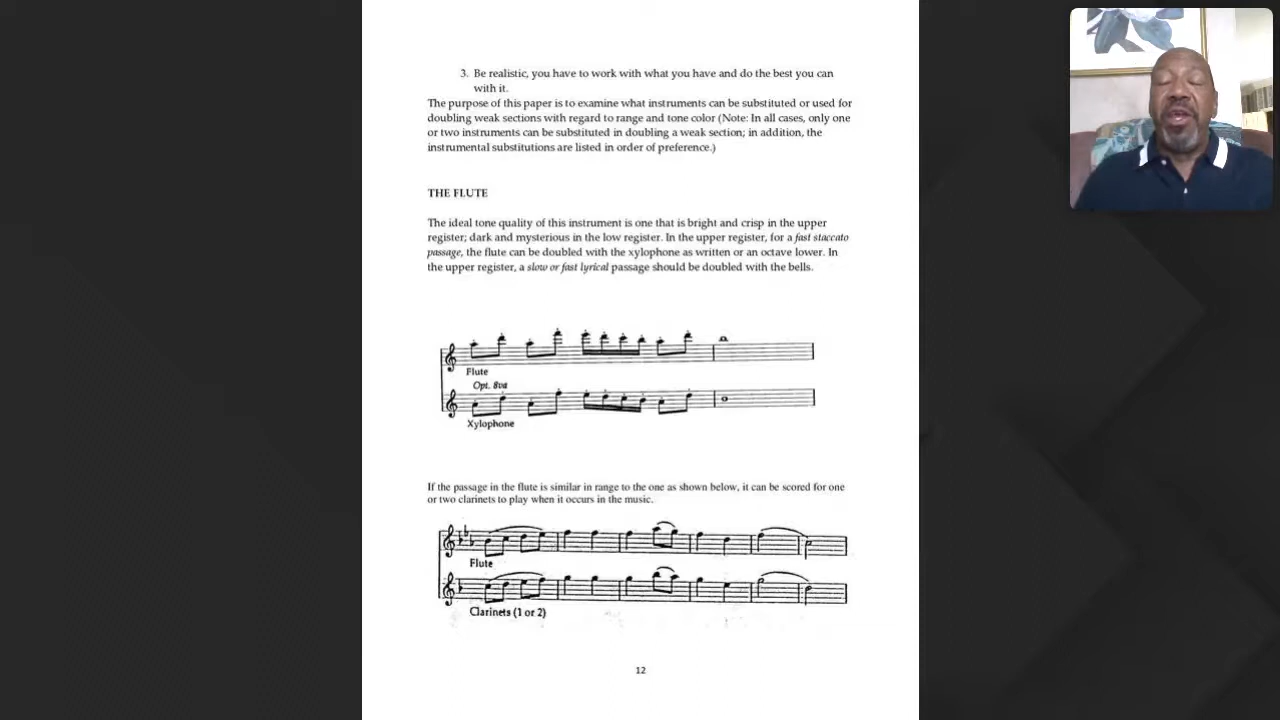 3. Be realistic, you have to work with what you have and do the best you can
with it.
The purpose of this paper is to examine what instruments can be substituted or used for
doubling weak sections with regard to range and tone color (Note: In all cases, only one
or two instruments can be substituted in doubling a weak section; in addition, the
instrumental substitutions are listed in order of preference.)
THE FLUTE
The ideal tone quality of this instrument is one that is bright and crisp in the upper
register; dark and mysterious in the low register. In the upper register, for a fast staccato
passage, the flute can be doubled with the xylophone as written or an octave lower. In
the upper register, a slow or fast lyrical passage should be doubled with the bells.
Flute
Opt. 8va
Xylophone
If the passage in the flute is similar in range to the one as shown below, it can be scored for one
or two clarinets to play when it occurs in the music.
Flute
Clarinets (1 or 2)
12